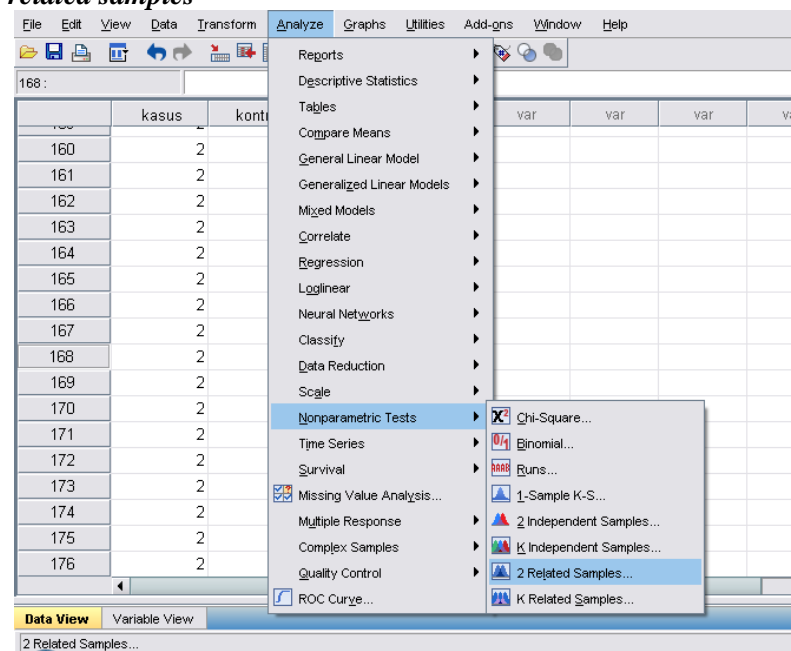 related samples
File Edit View Data Transform Analyze Graphs Utilities Add-ons Window Help
168 :
kasus kontr var var var va
160 2
161 2
162 2
163 2
164 2
165 2
166 2
167 2
168 2
169 2
170 2
171 2
172 2
173 2
174 2
175 2
176 2
Reports
Descriptive Statistics
Tables
Compare Means
General Linear Model
Generalized Linear Models
Mixed Models
Correlate
Regression
Loglinear
Neural Networks
Classify
Data Reduction
Scale
Nonparametric Tests
Time Series
Survival
Missing Value Analysis...
Multiple Response
Complex Samples
Quality Control
ROC Curve...
Chi-Square...
Binomial...
Runs...
1-Sample K-S...
2 Independent Samples...
K Independent Samples...
2 Related Samples...
K Related Samples...
Data View Variable View
2 Related Samples...